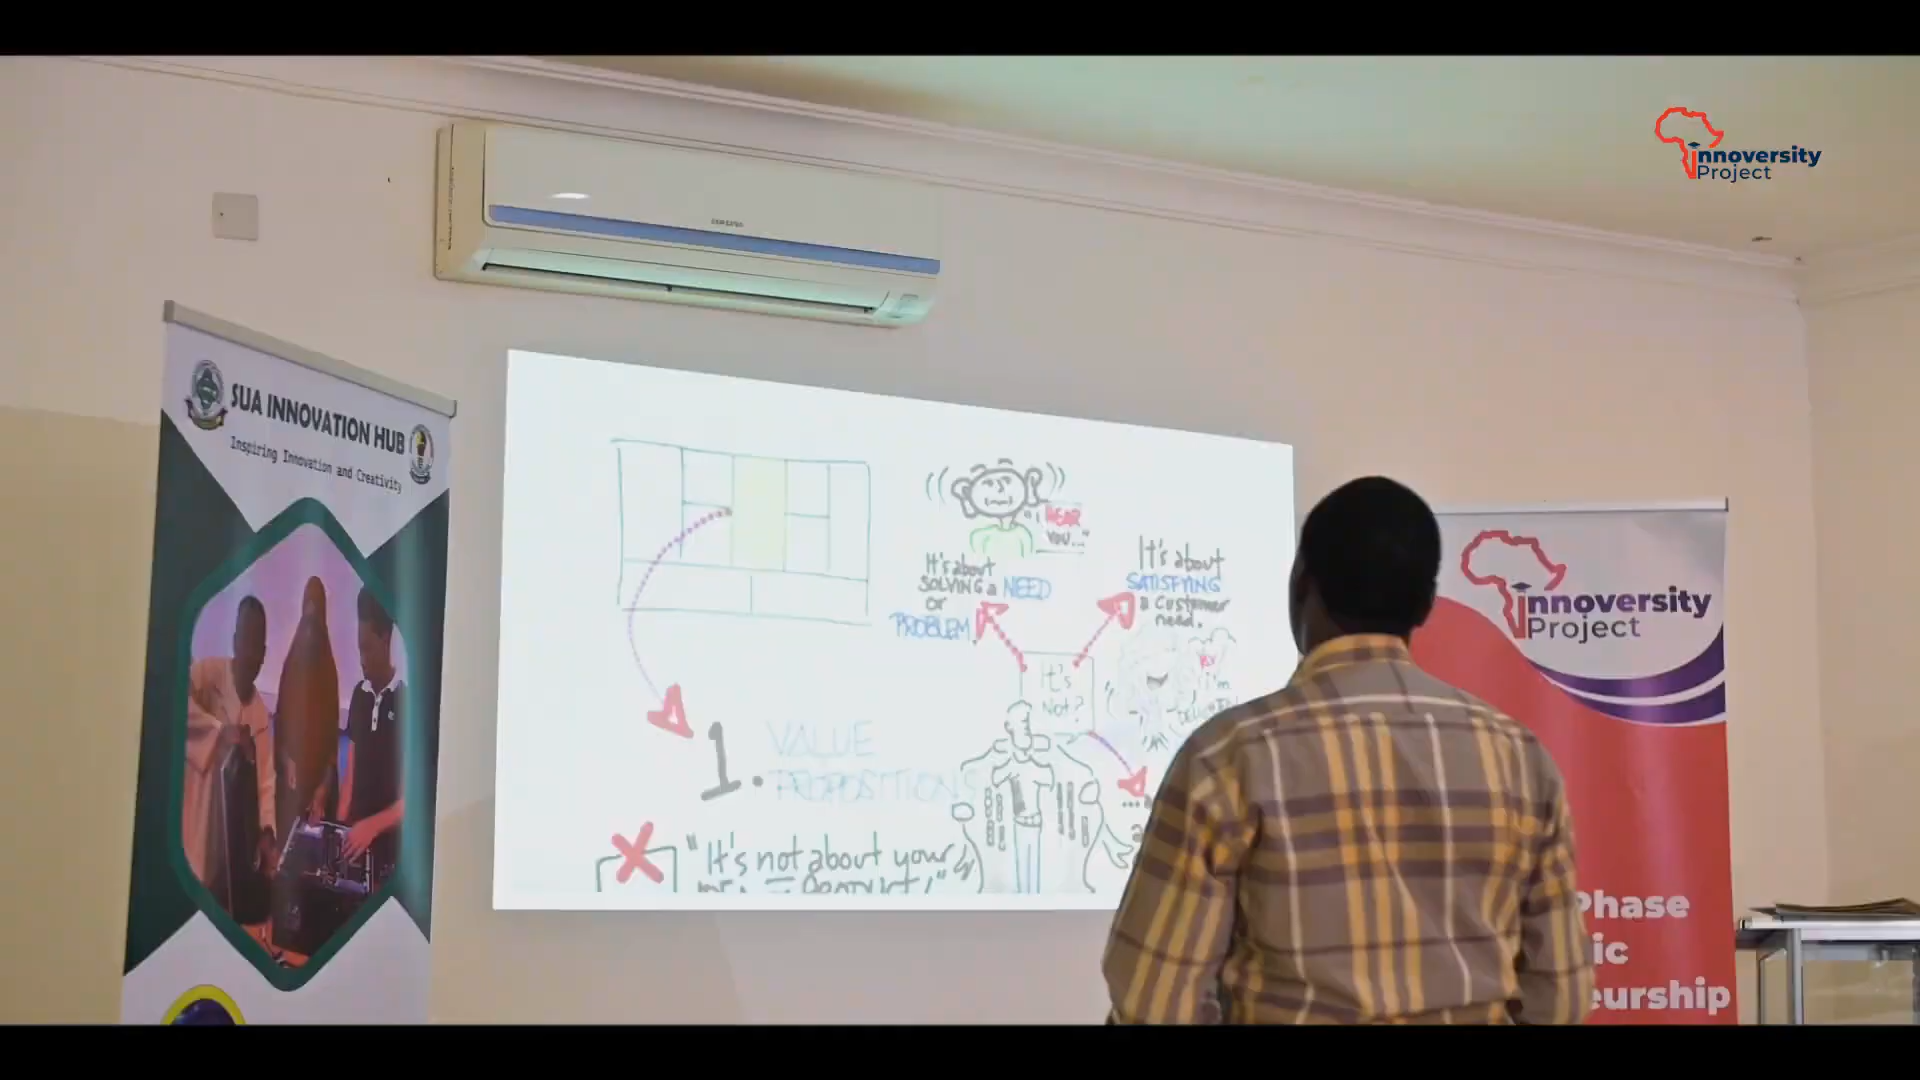 innoversity
Project
SAMSUNG
SUA INNOVATION HUB
Inspiring Innovation and Creativity
"I HEAR
YOU..."
It's about
SOLVING a NEED
or
PROBLEM.
It's about
SATISFYING
a customer
need.
It's
Not?
I'm
1. VALUE
PROPOSITIONS
"It's not about your
innoversity
Project
Phase
ic
eurship